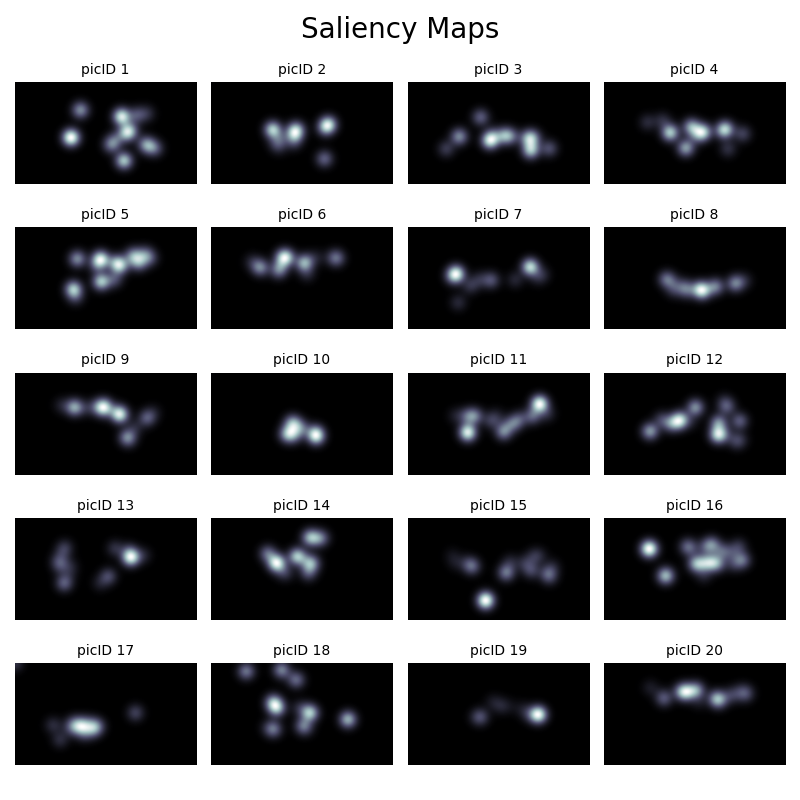 Saliency Maps
picID 1
picID 2
picID 3
picID 4
picID 5
picID 6
picID 7
picID 8
picID 9
picID 10
picID 11
picID 12
picID 13
picID 14
picID 15
picID 16
picID 17
picID 18
picID 19
picID 20